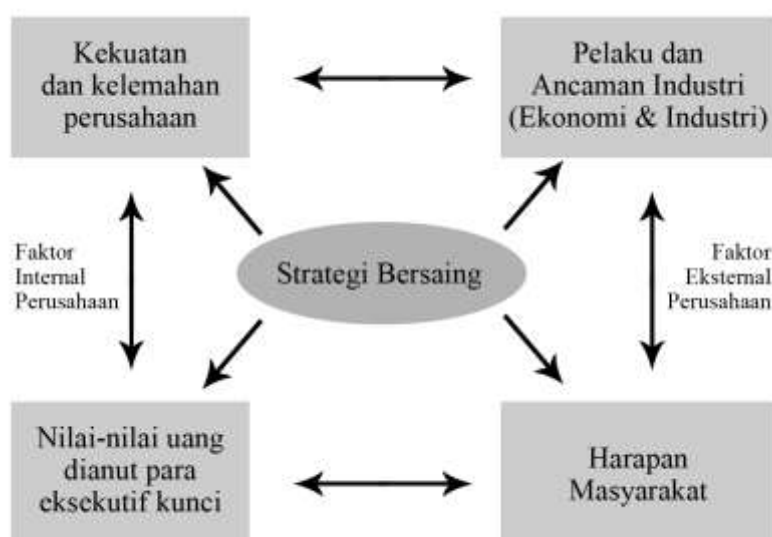 Kekuatan
dan kelemahan
perusahaan
Pelaku dan
Ancaman Industri
(Ekonomi & Industri)
Faktor
Internal
Perusahaan
Strategi Bersaing
Faktor
Eksternal
Perusahaan
Nilai-nilai uang
dianut para
eksekutif kunci
Harapan
Masyarakat